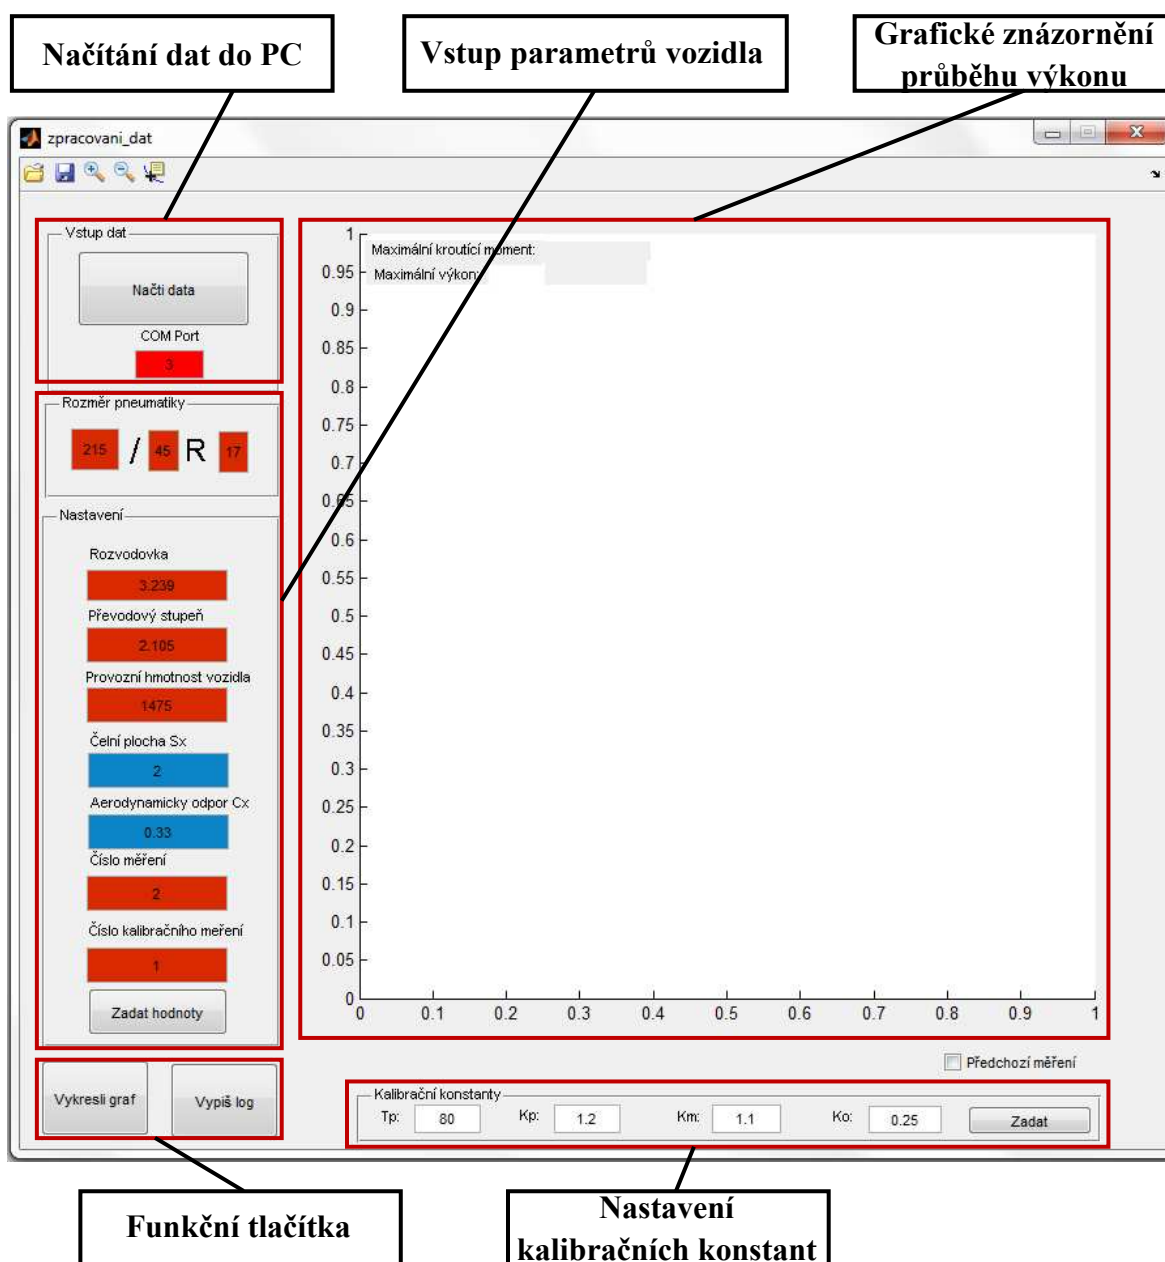 Načítání dat do PC
Vstup parametrů vozidla
Grafické znázornění
průběhu výkonu
zpracovani_dat
Vstup dat
Načti data
COM Port
3
Rozměr pneumatiky
215 / 45 R 17
Nastavení
Rozvodovka
3.239
Převodový stupeň
2.105
Provozní hmotnost vozidla
1475
Čelní plocha Sx
2
Aerodynamicky odpor Cx
0.33
Číslo měření
2
Číslo kalibračního meření
1
Zadat hodnoty
Vykresli graf
Vypiš log
Maximální kroutící moment:
Maximální výkon:
1
0.95
0.9
0.85
0.8
0.75
0.7
0.65
0.6
0.55
0.5
0.45
0.4
0.35
0.3
0.25
0.2
0.15
0.1
0.05
0
0 0.1 0.2 0.3 0.4 0.5 0.6 0.7 0.8 0.9 1
Předchozí měření
Kalibrační konstanty
Tp: 80 Kp: 1.2 Km: 1.1 Ko: 0.25 Zadat
Funkční tlačítka
Nastavení
kalibračních konstant